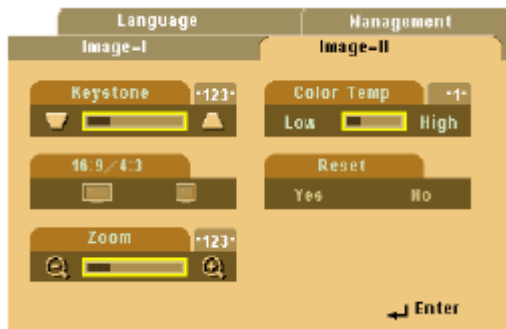 Language Management
Image-I Image-II
Keystone •123•
Color Temp •1•
Low High
16:9/4:3
Reset
Yes No
Zoom •123•
Enter